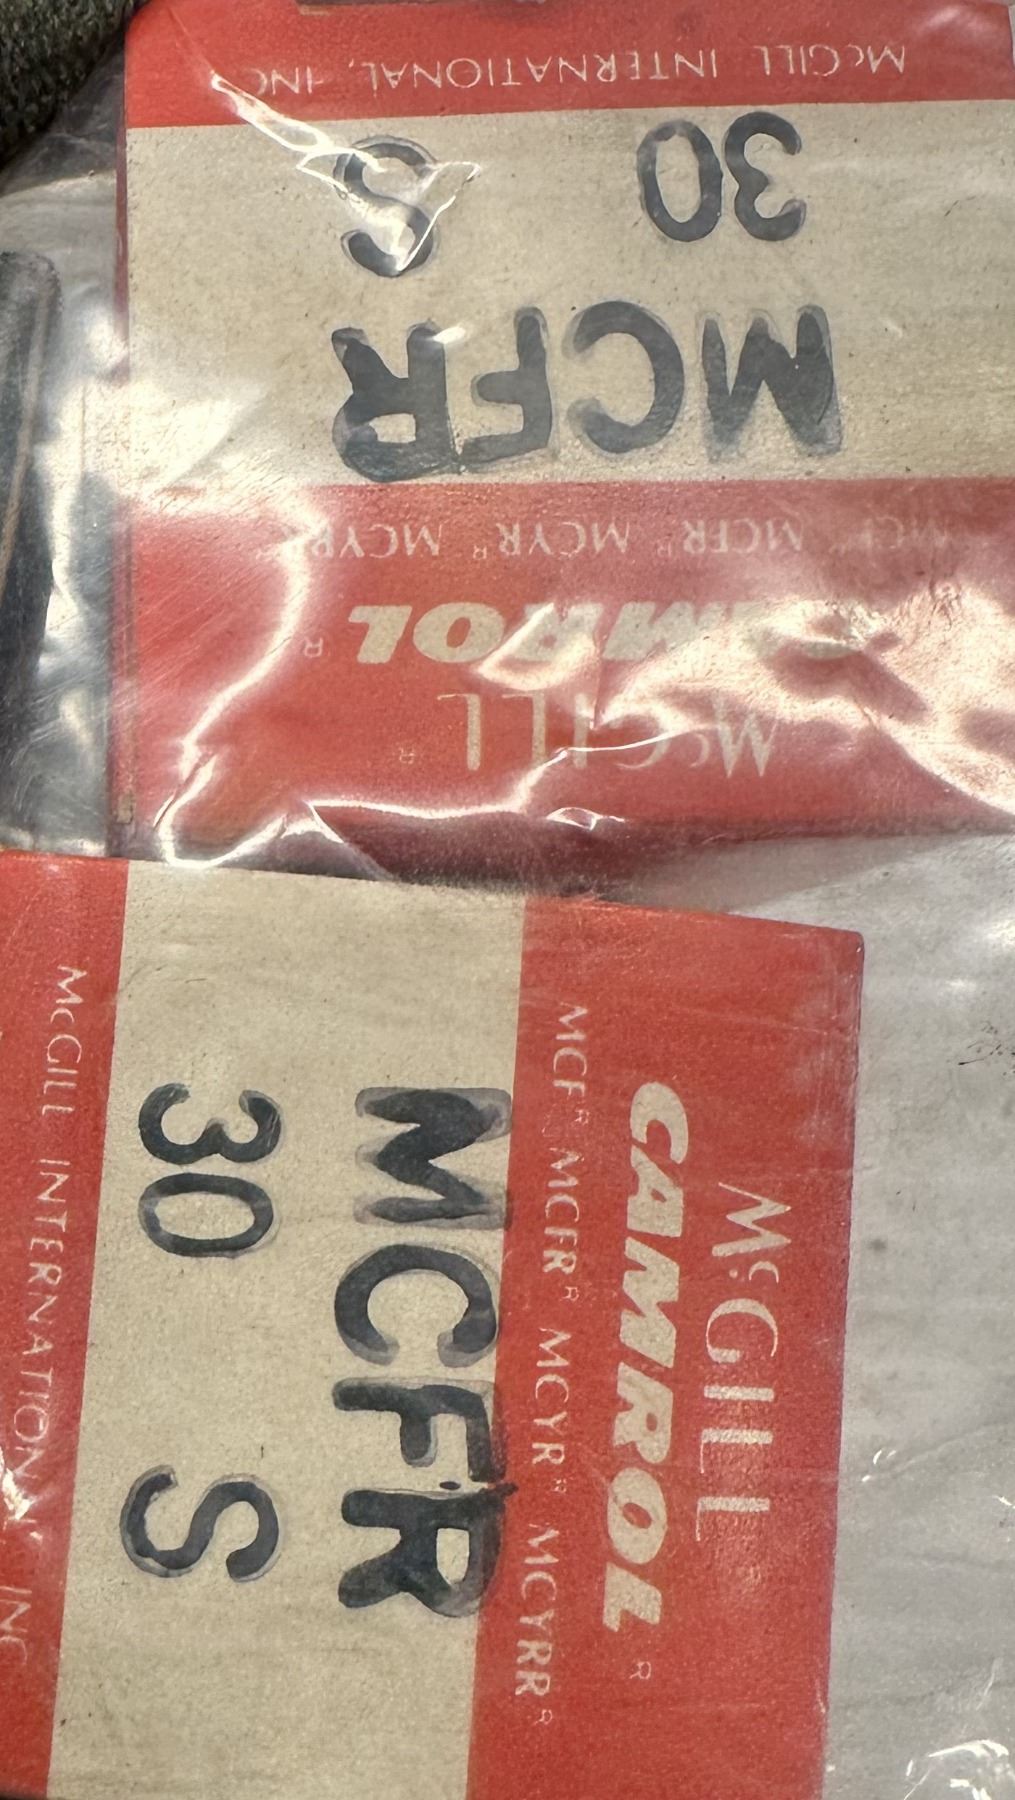 McGILL INTERNATIONAL, INC
30 S
MCFR
MCF R MCFR R MCYR R MCYR
CAMROL R
McGILL R
McGILL R
CAMROL R
MCF R MCFR R MCYR R MCYRR R
MCFR
30 S
McGILL INTERNATIONAL, INC